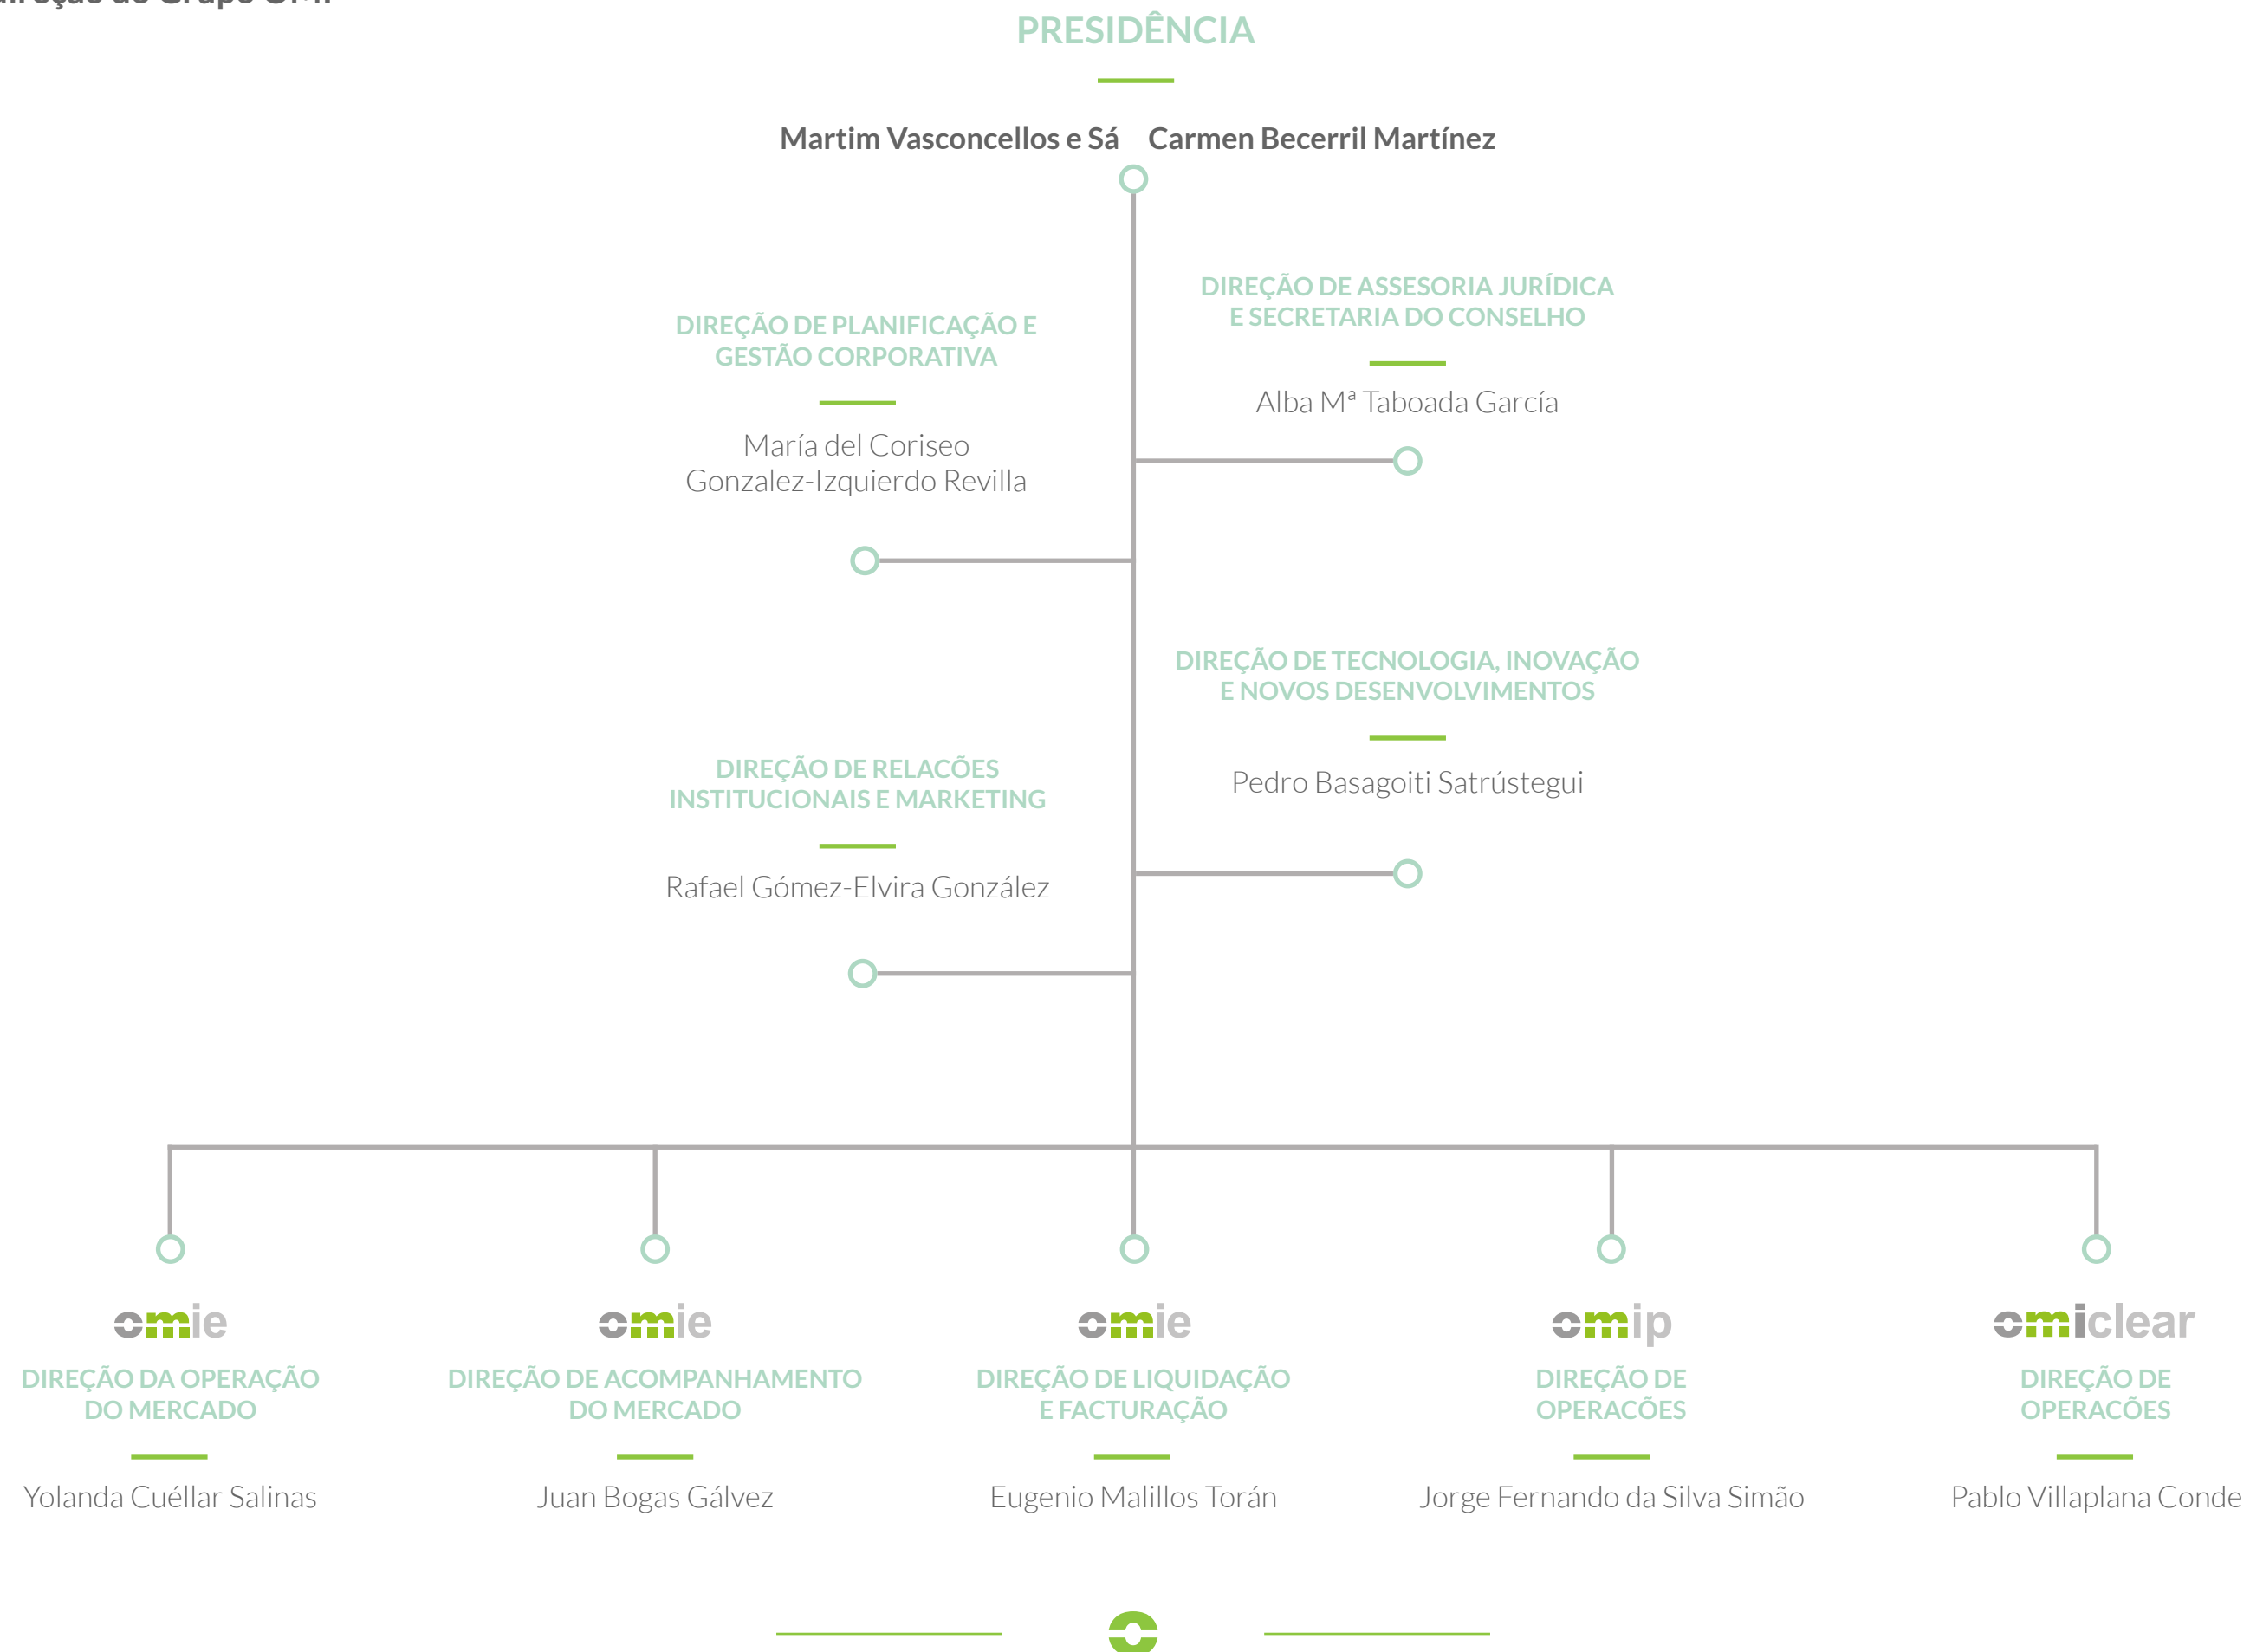 direção do Grupo OMI
PRESIDÊNCIA
Martim Vasconcellos e Sá Carmen Becerril Martínez
DIREÇÃO DE ASSESORIA JURÍDICA
E SECRETARIA DO CONSELHO
Alba Mª Taboada García
DIREÇÃO DE PLANIFICAÇÃO E
GESTÃO CORPORATIVA
María del Coriseo
Gonzalez-Izquierdo Revilla
DIREÇÃO DE TECNOLOGIA, INOVAÇÃO
E NOVOS DESENVOLVIMENTOS
Pedro Basagoiti Satrústegui
DIREÇÃO DE RELACÕES
INSTITUCIONAIS E MARKETING
Rafael Gómez-Elvira González
omie
DIREÇÃO DA OPERAÇÃO
DO MERCADO
Yolanda Cuéllar Salinas
omie
DIREÇÃO DE ACOMPANHAMENTO
DO MERCADO
Juan Bogas Gálvez
omie
DIREÇÃO DE LIQUIDAÇÃO
E FACTURAÇÃO
Eugenio Malillos Torán
omip
DIREÇÃO DE
OPERACÕES
Jorge Fernando da Silva Simão
omiclear
DIREÇÃO DE
OPERACÕES
Pablo Villaplana Conde